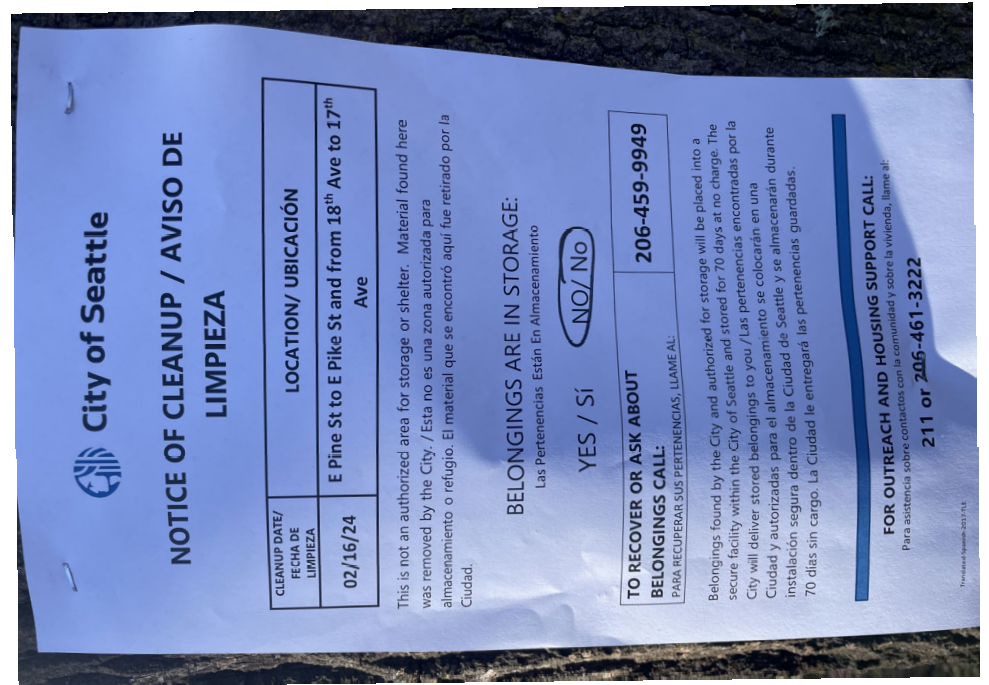 City of Seattle
NOTICE OF CLEANUP / AVISO DE
LIMPIEZA
CLEANUP DATE/
FECHA DE
LIMPIEZA
LOCATION/ UBICACIÓN
02/16/24
E Pine St to E Pike St and from 18th Ave to 17th
Ave
This is not an authorized area for storage or shelter. Material found here
was removed by the City. / Esta no es una zona autorizada para
almacenamiento o refugio. El material que se encontró aquí fue retirado por la
Ciudad.
BELONGINGS ARE IN STORAGE:
Las Pertenencias Están En Almacenamiento
YES / SÍ NO/ No
TO RECOVER OR ASK ABOUT
BELONGINGS CALL:
PARA RECUPERAR SUS PERTENENCIAS, LLAME AL:
206-459-9949
Belongings found by the City and authorized for storage will be placed into a
secure facility within the City of Seattle and stored for 70 days at no charge. The
City will deliver stored belongings to you /Las pertenencias encontradas por la
Ciudad y autorizadas para el almacenamiento se colocarán en una
instalación segura dentro de la Ciudad de Seattle y se almacenarán durante
70 días sin cargo. La Ciudad le entregará las pertenencias guardadas.
FOR OUTREACH AND HOUSING SUPPORT CALL:
Para asistencia sobre contactos con la comunidad y sobre la vivienda, llame al:
211 or 206-461-3222
Translated Spanish-2017-TLE